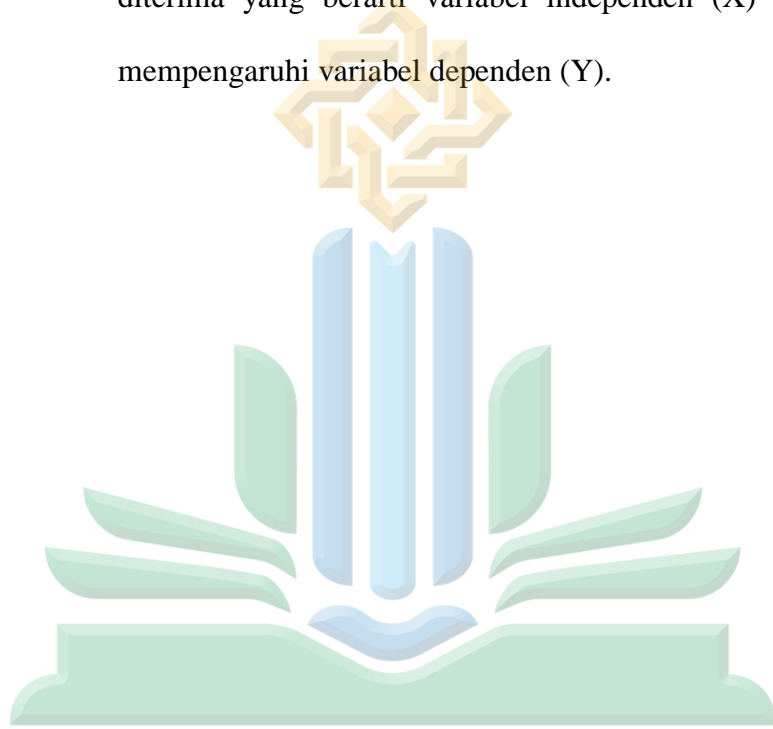 diterima yang berarti variabel independen (X)
mempengaruhi variabel dependen (Y).